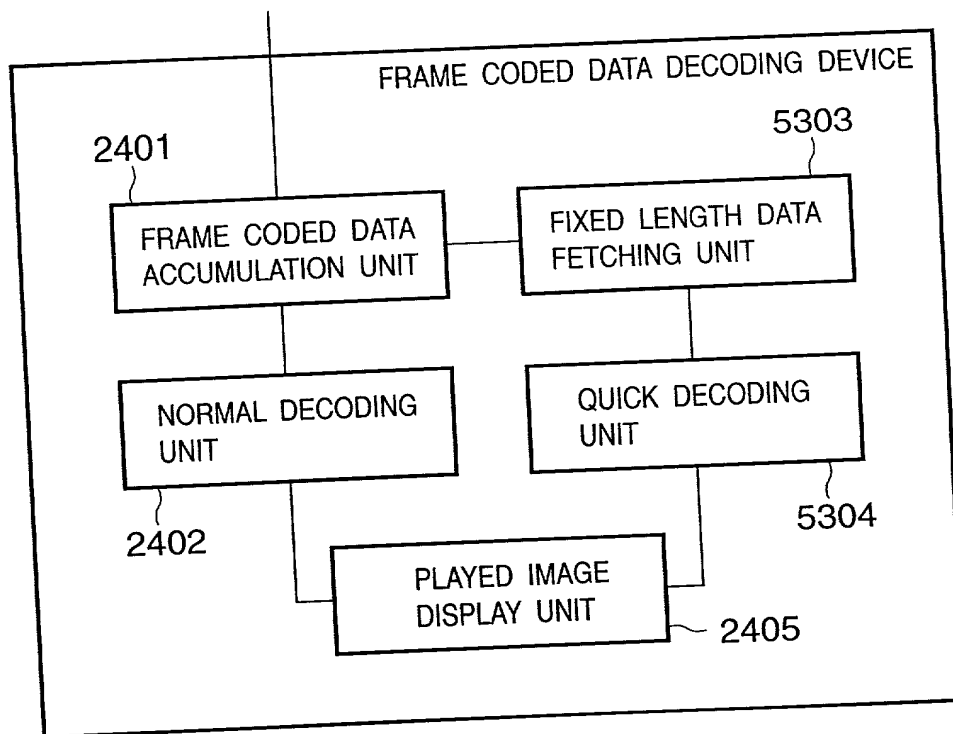 FRAME CODED DATA DECODING DEVICE
2401
5303
FRAME CODED DATA
ACCUMULATION UNIT
FIXED LENGTH DATA
FETCHING UNIT
NORMAL DECODING
UNIT
QUICK DECODING
UNIT
2402
5304
PLAYED IMAGE
DISPLAY UNIT
2405